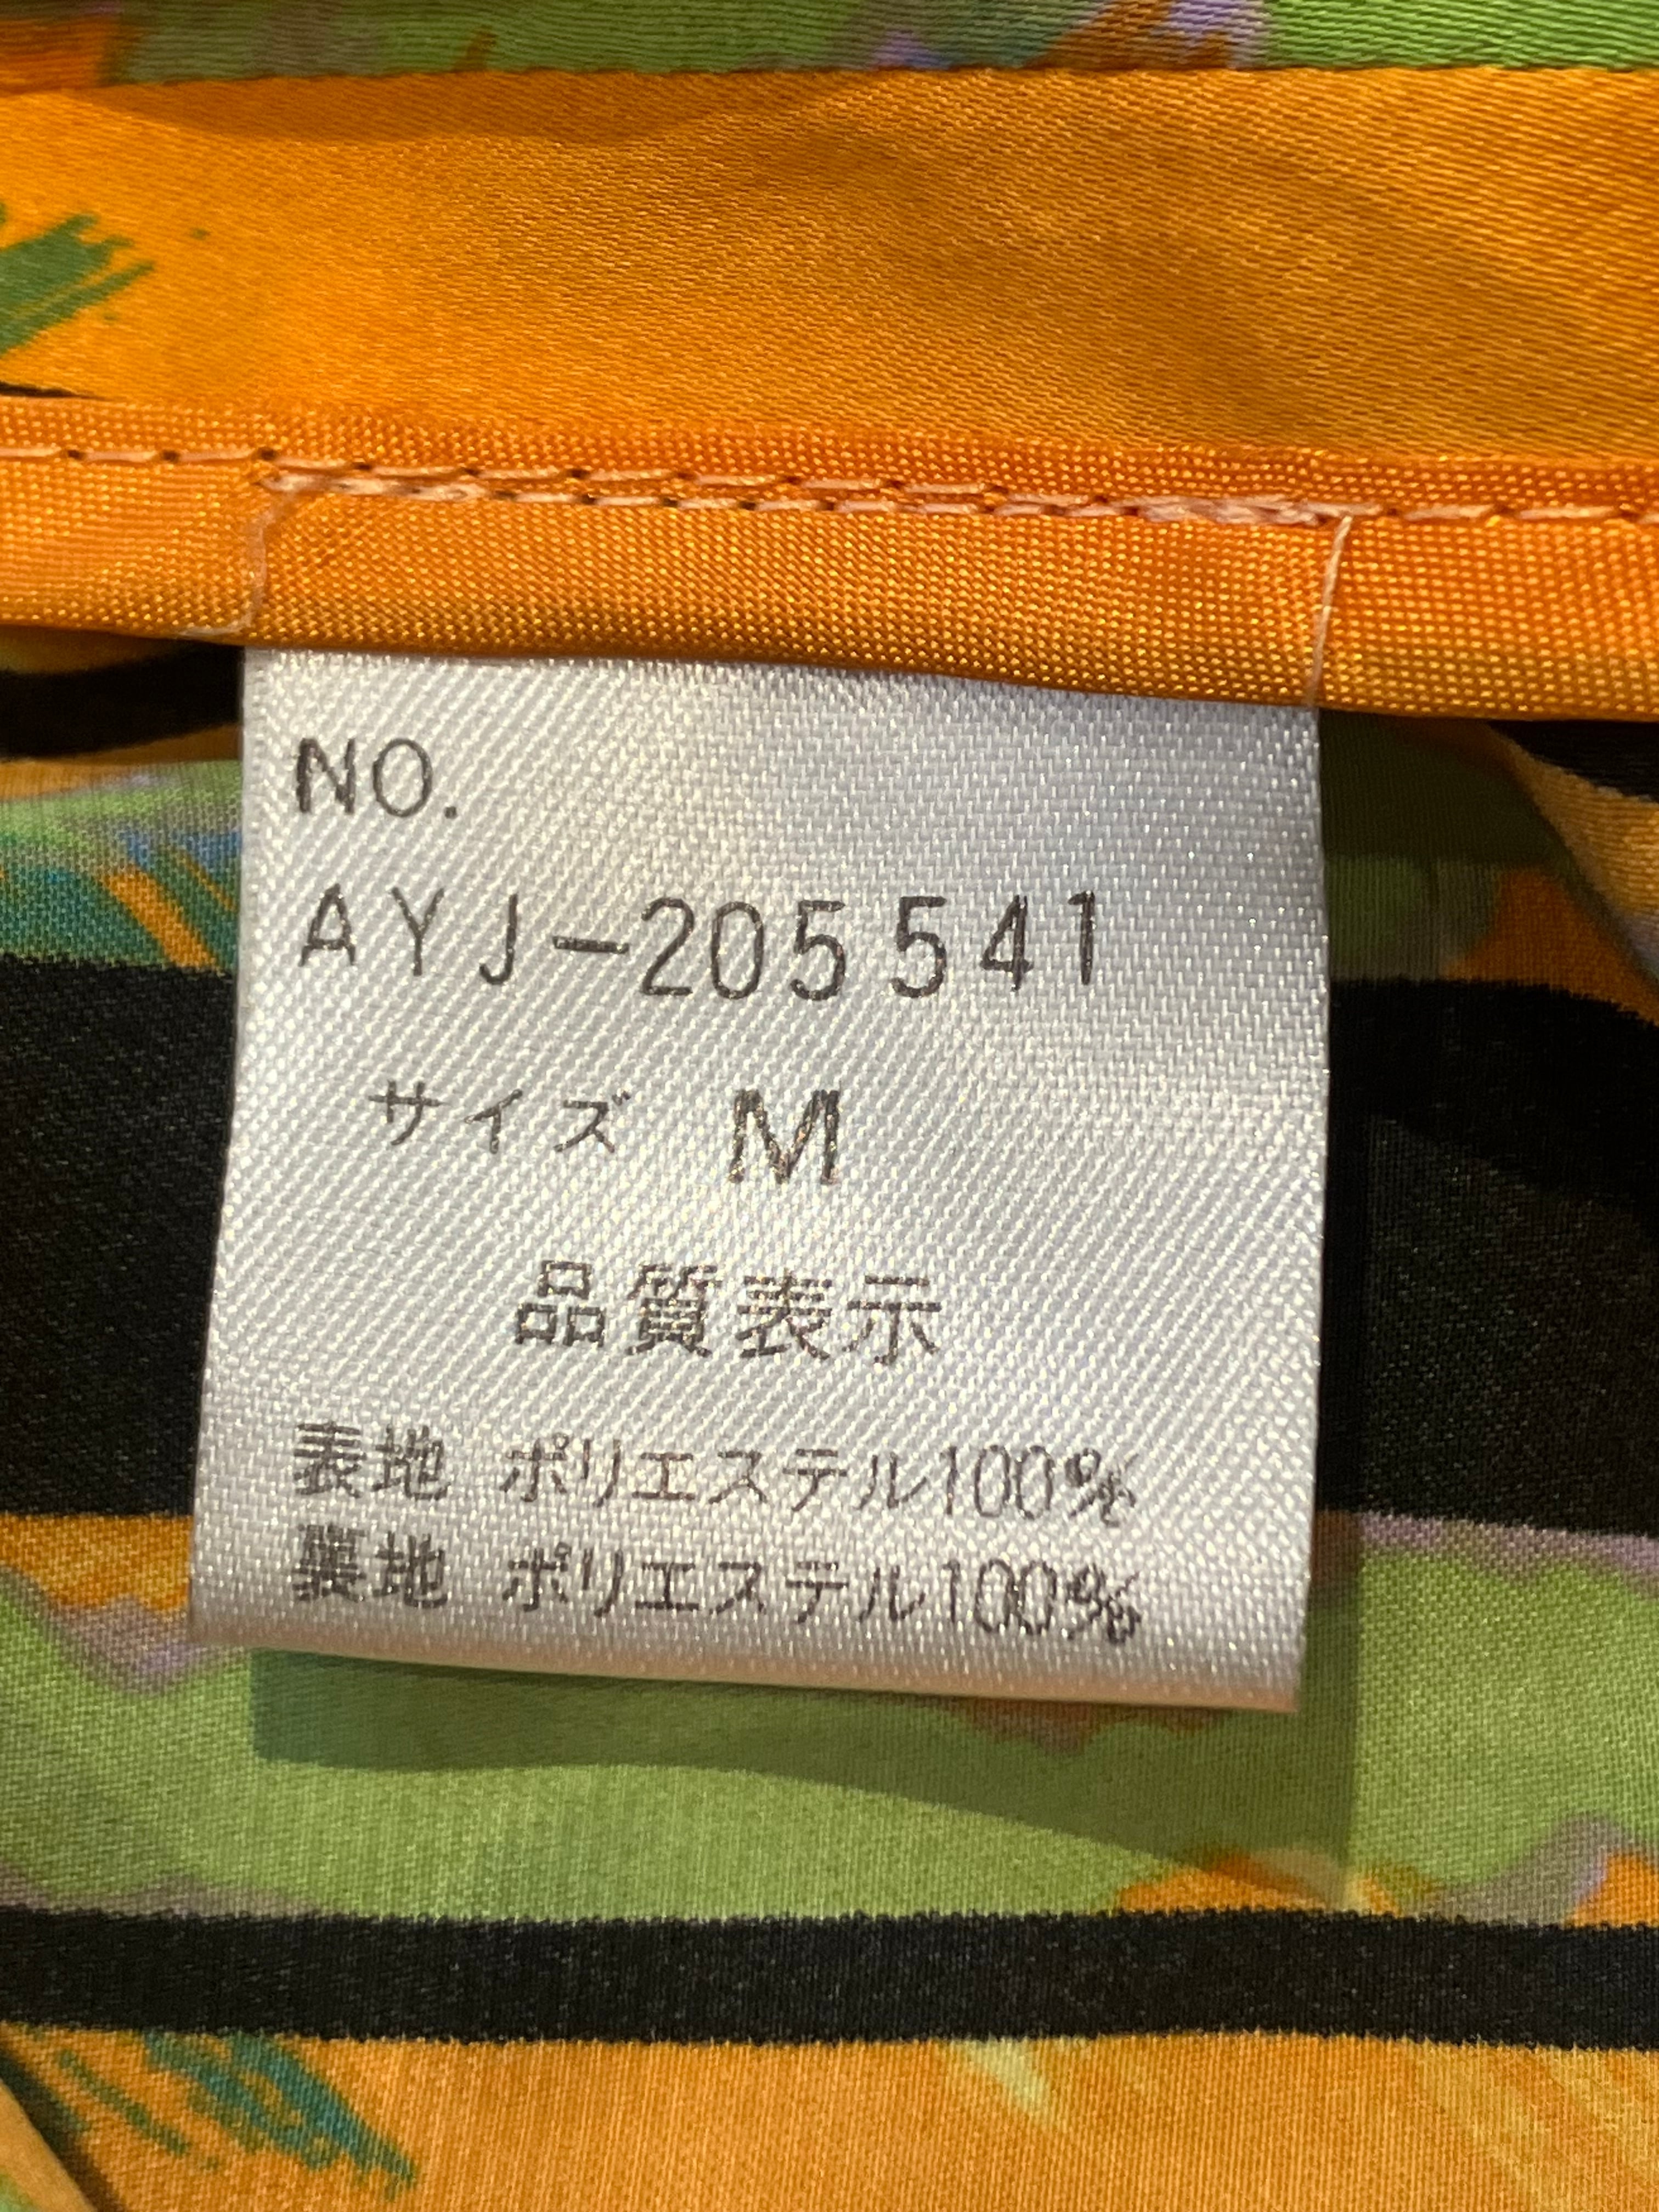 NO.
AYJ-205541
サイズ M
品質表示
表地 ポリエステル100%
裏地 ポリエステル100%